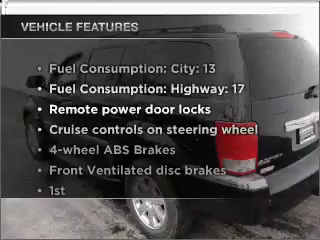 VEHICLE FEATURES
• Fuel Consumption: City: 13
• Fuel Consumption: Highway: 17
• Remote power door locks
• Cruise controls on steering wheel
• 4-wheel ABS Brakes
• Front Ventilated disc brakes
• 1st